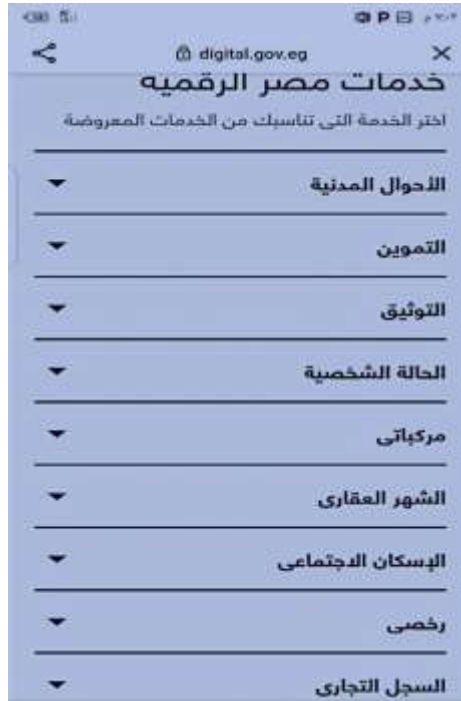 digital.gov.eg
خدمات مصر الرقميه
اختر الخدمة التى تناسبك من الخدمات المعروضة
الأحوال المدنية
التموين
التوثيق
الحالة الشخصية
مركباتى
الشهر العقارى
الإسكان الاجتماعى
رخصى
السجل التجارى